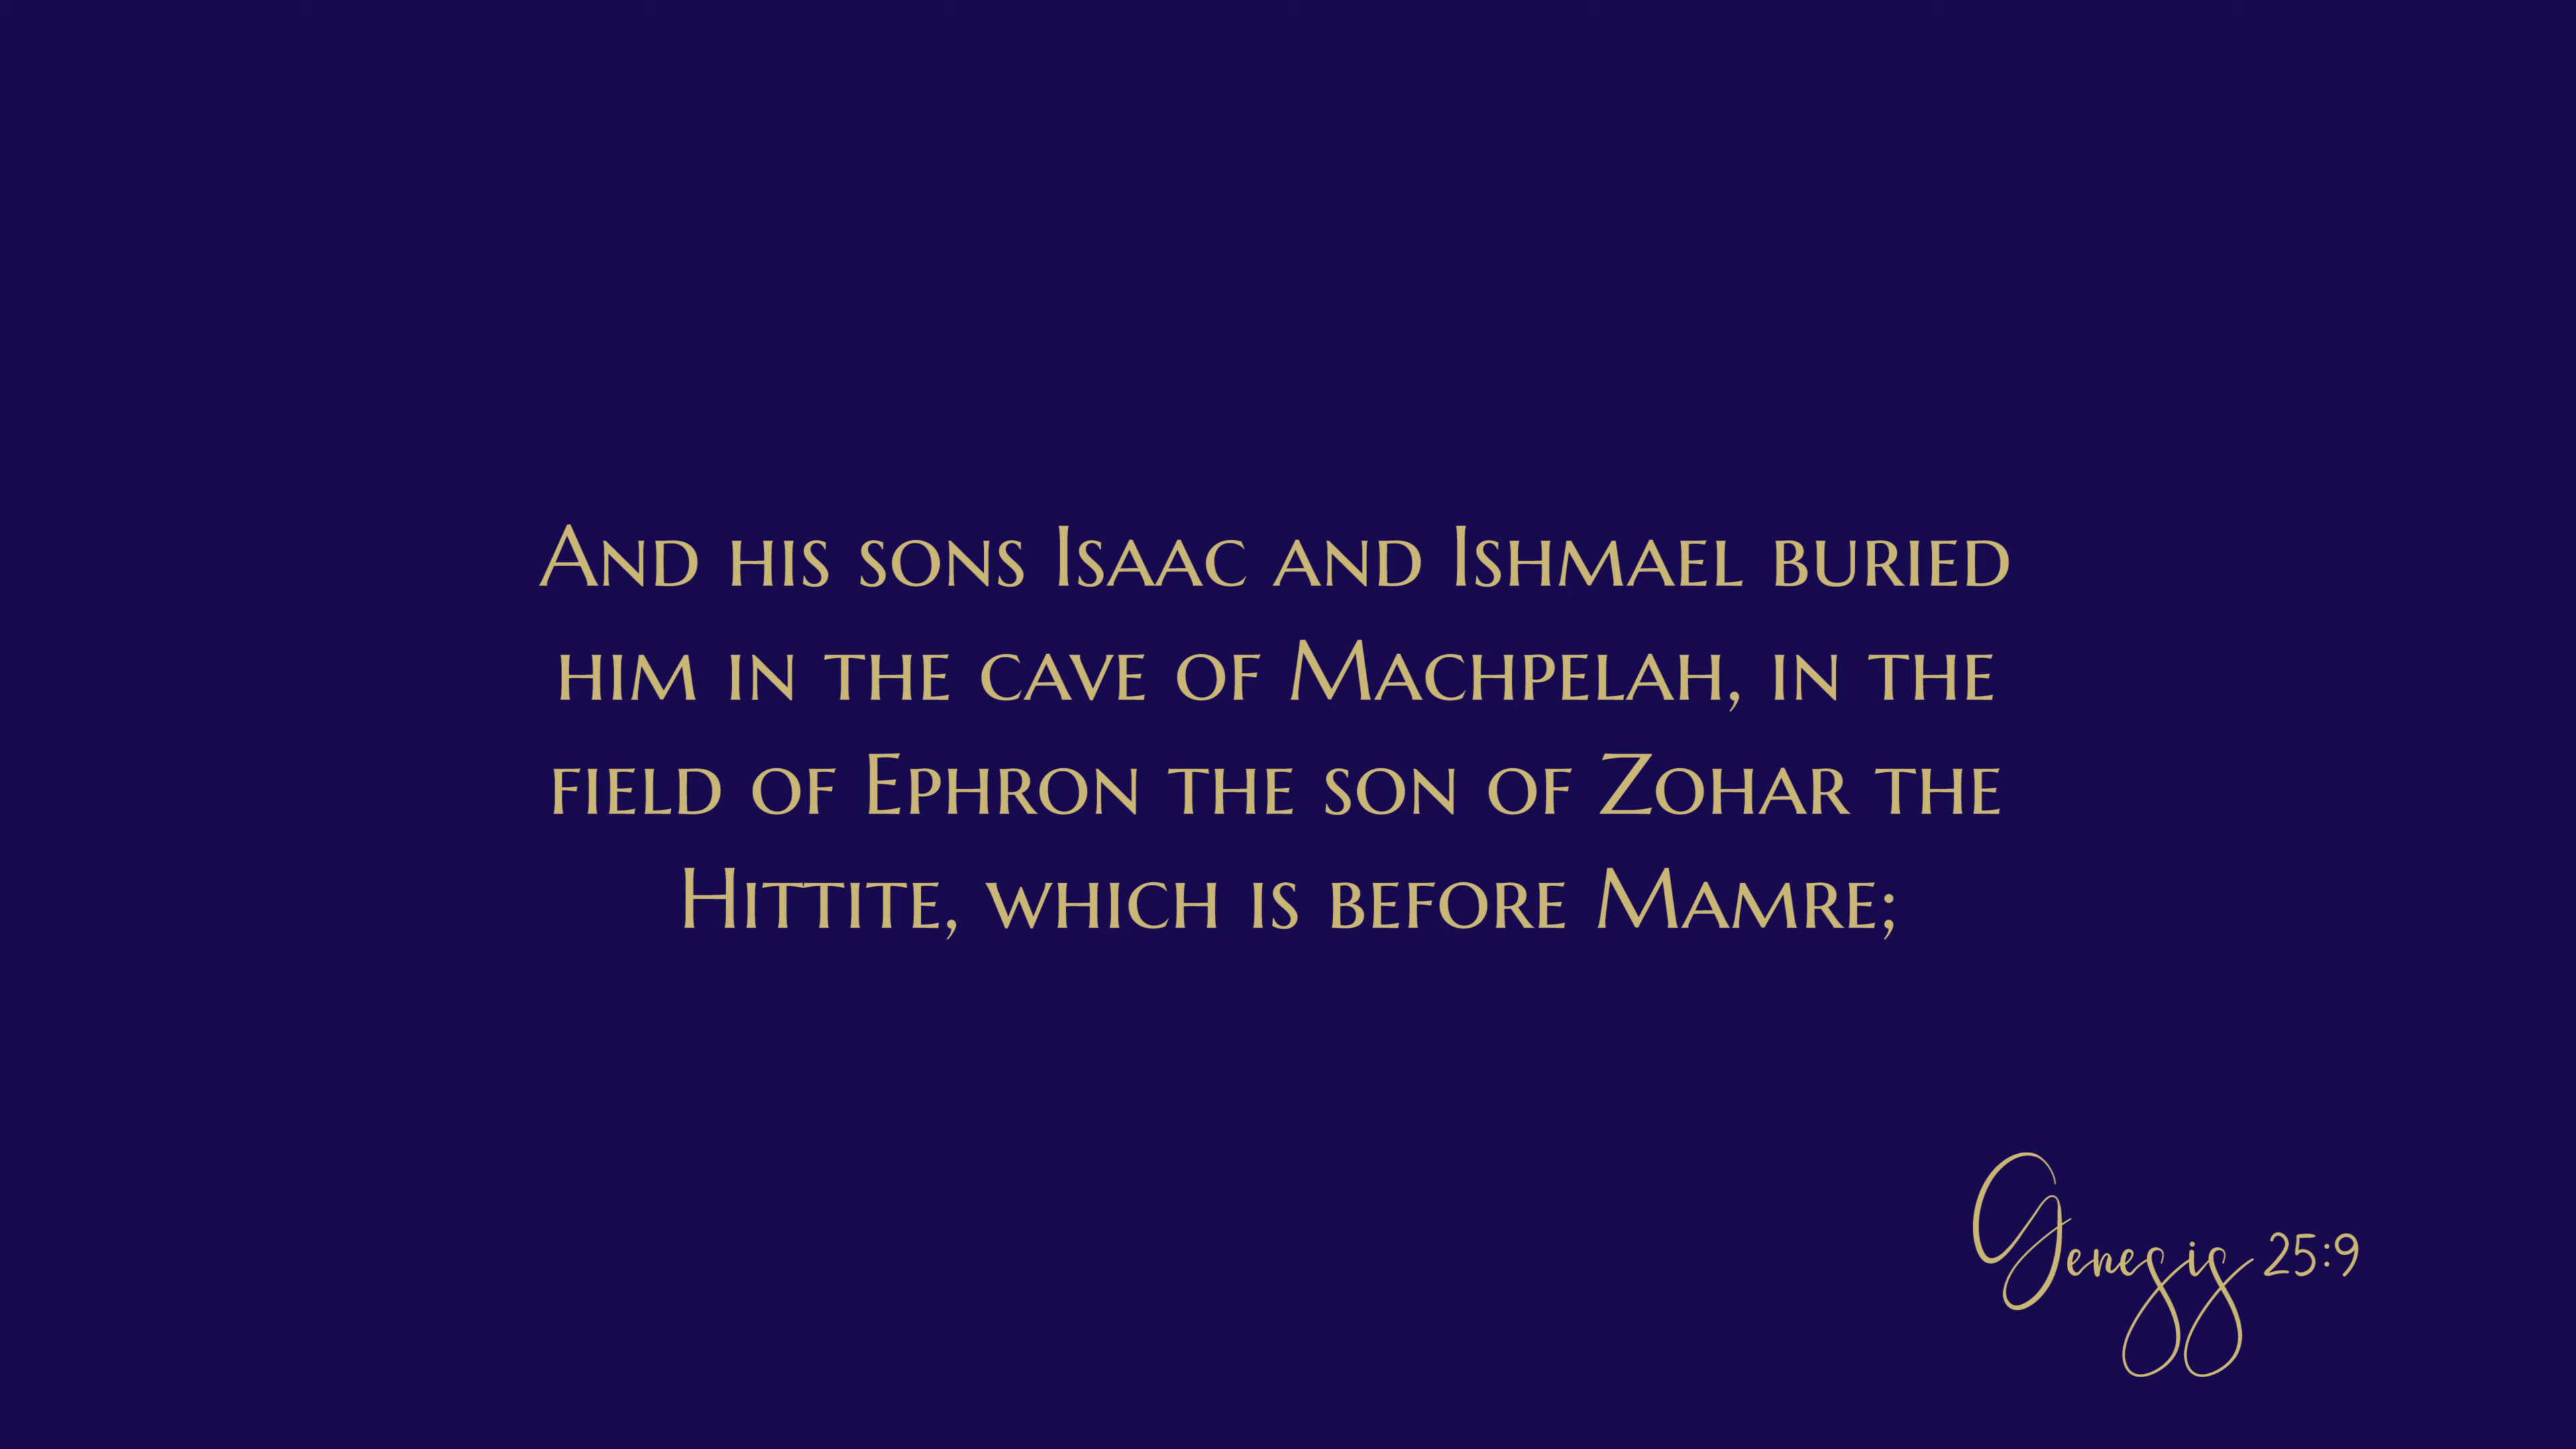 And his sons Isaac and Ishmael buried
him in the cave of Machpelah, in the
field of Ephron the son of Zohar the
Hittite, which is before Mamre;
Genesis 25:9